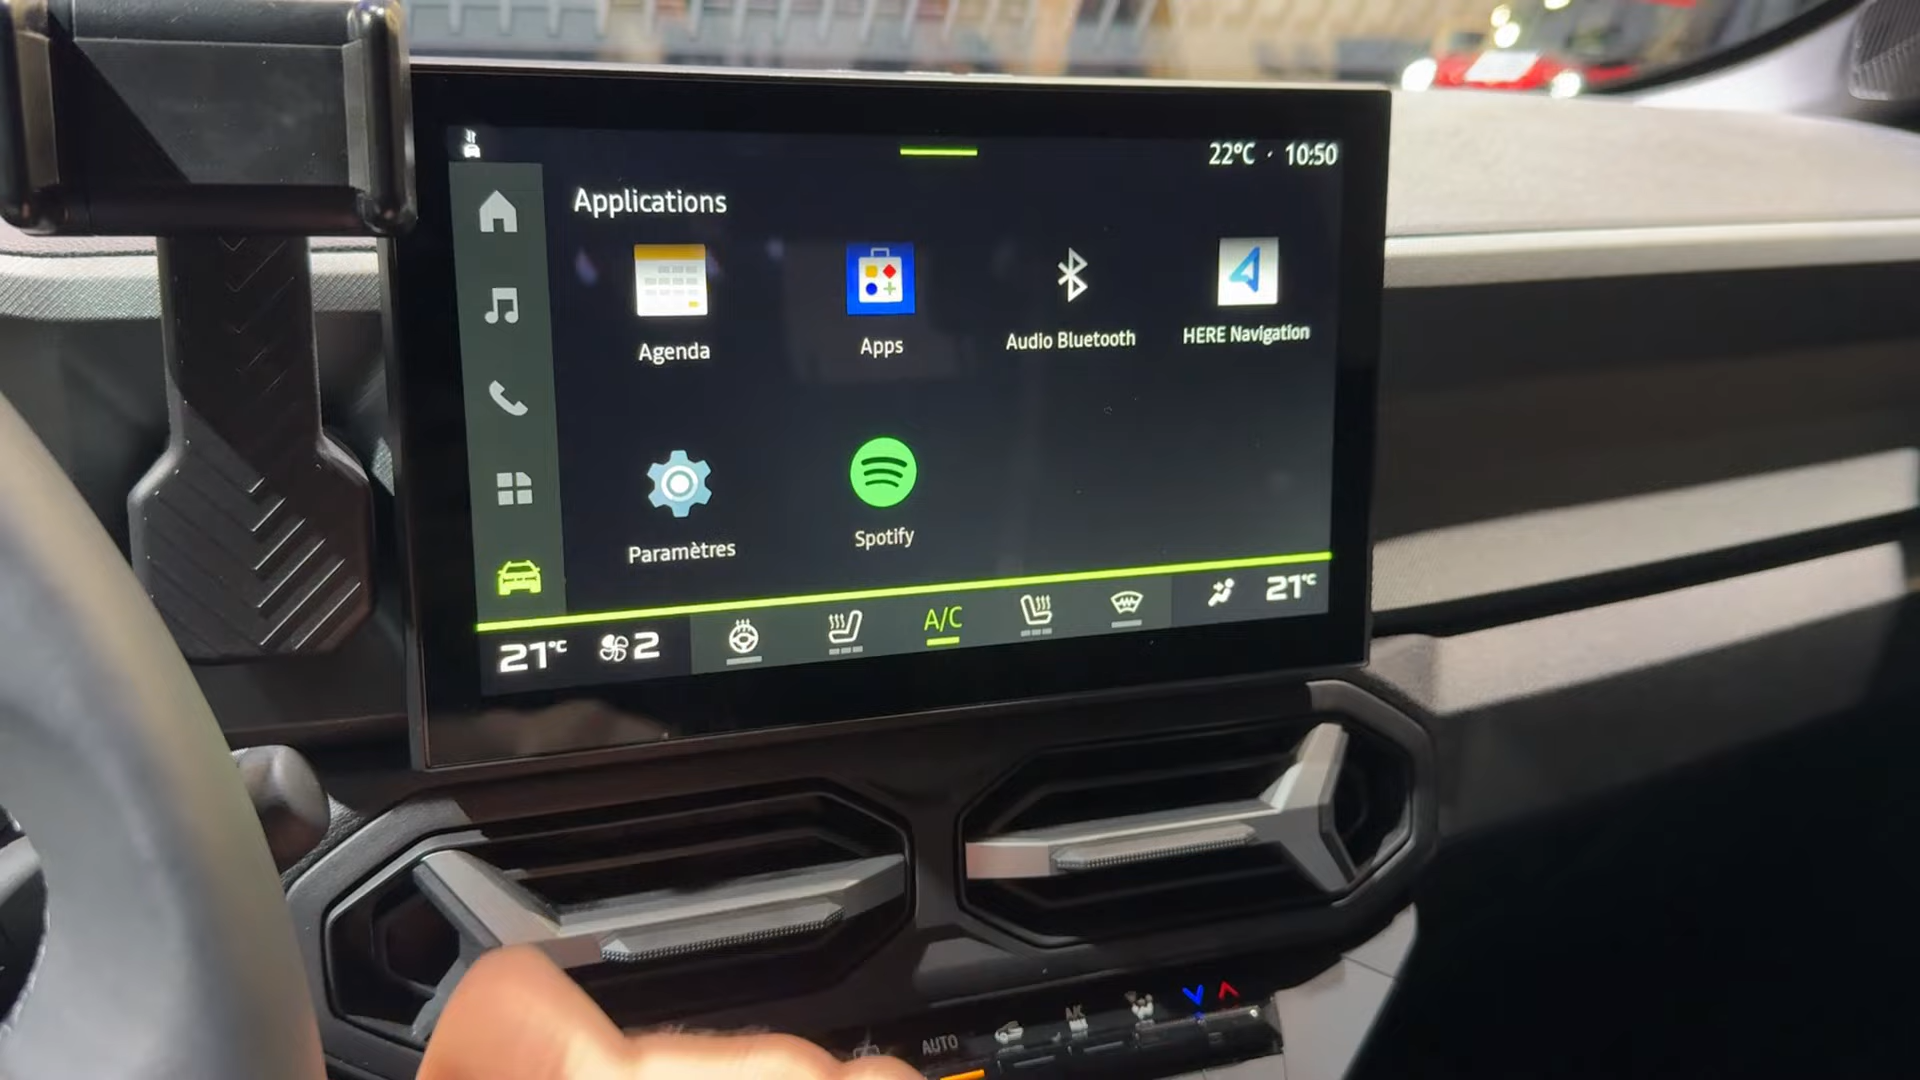 22°C · 10:50
Applications
Agenda
Apps
Audio Bluetooth
HERE Navigation
Paramètres
Spotify
21°C
2
A/C
21°C
AUTO